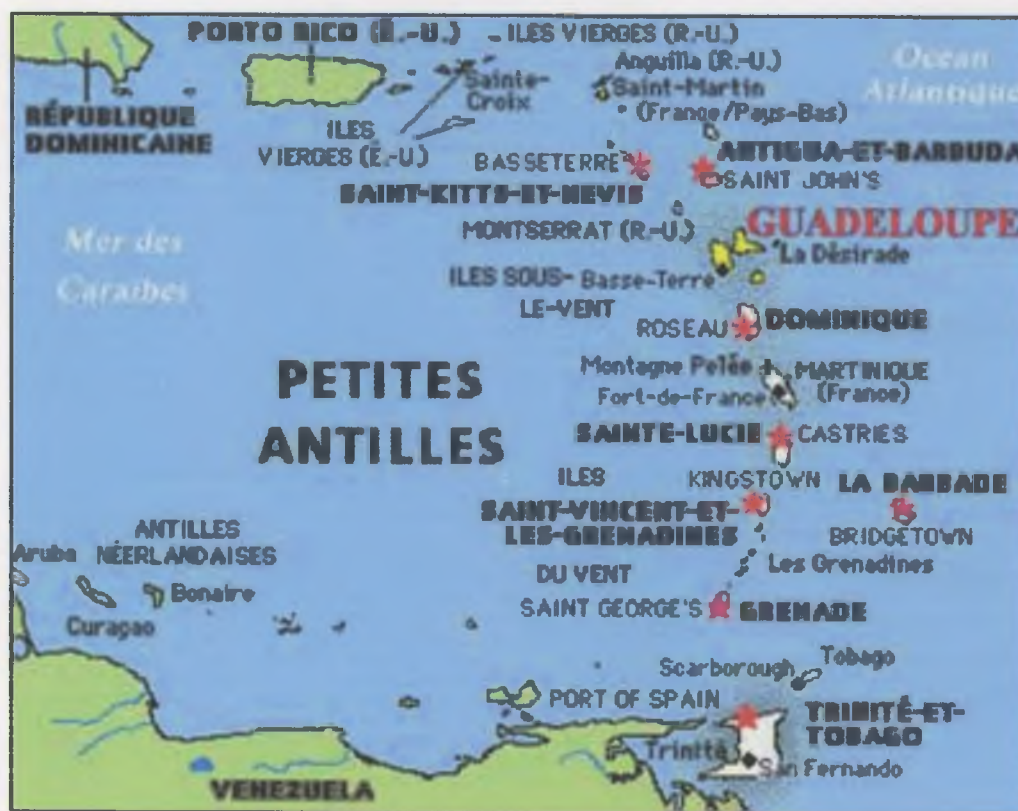 PORTO RICO (É.-U.)
ILES VIERGES (R.-U.)
Anguilla (R.-U.)
Océan
Atlantique
Sainte-
Croix
Saint-Martin
(France/Pays-Bas)
RÉPUBLIQUE
DOMINICAINE
ILES
VIERGES (É.-U.)
BASSETERRE
ANTIGUA-ET-BARBUDA
SAINT-KITTS-ET-NEVIS
SAINT JOHN'S
MONTSERRAT (R.-U.)
GUADELOUPE
Mer des
Caraïbes
La Désirade
ILES SOUS-
LE-VENT
Basse-Terre
ROSEAU
DOMINIQUE
PETITES
ANTILLES
Montagne Pelée
MARTINIQUE
(France)
Fort-de-France
SAINTE-LUCIE
CASTRIES
ILES
DU VENT
KINGSTOWN
LA BARBADE
SAINT-VINCENT-ET-
LES-GRENADINES
BRIDGETOWN
Les Grenadines
ANTILLES
NÉERLANDAISES
Aruba
Bonaire
Curaçao
SAINT GEORGE'S
GRENADE
Scarborough
Tobago
PORT OF SPAIN
TRINITÉ-ET-
TOBAGO
Trinité
San Fernando
VENEZUELA